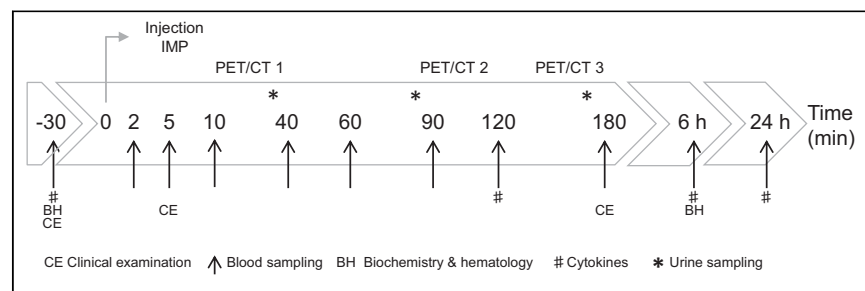 Injection
IMP
PET/CT 1 PET/CT 2 PET/CT 3
* * *
-30 0 2 5 10 40 60 90 120 180 6 h 24 h Time
(min)
# # # #
BH CE CE BH
CE
CE Clinical examination ↑ Blood sampling BH Biochemistry & hematology # Cytokines * Urine sampling